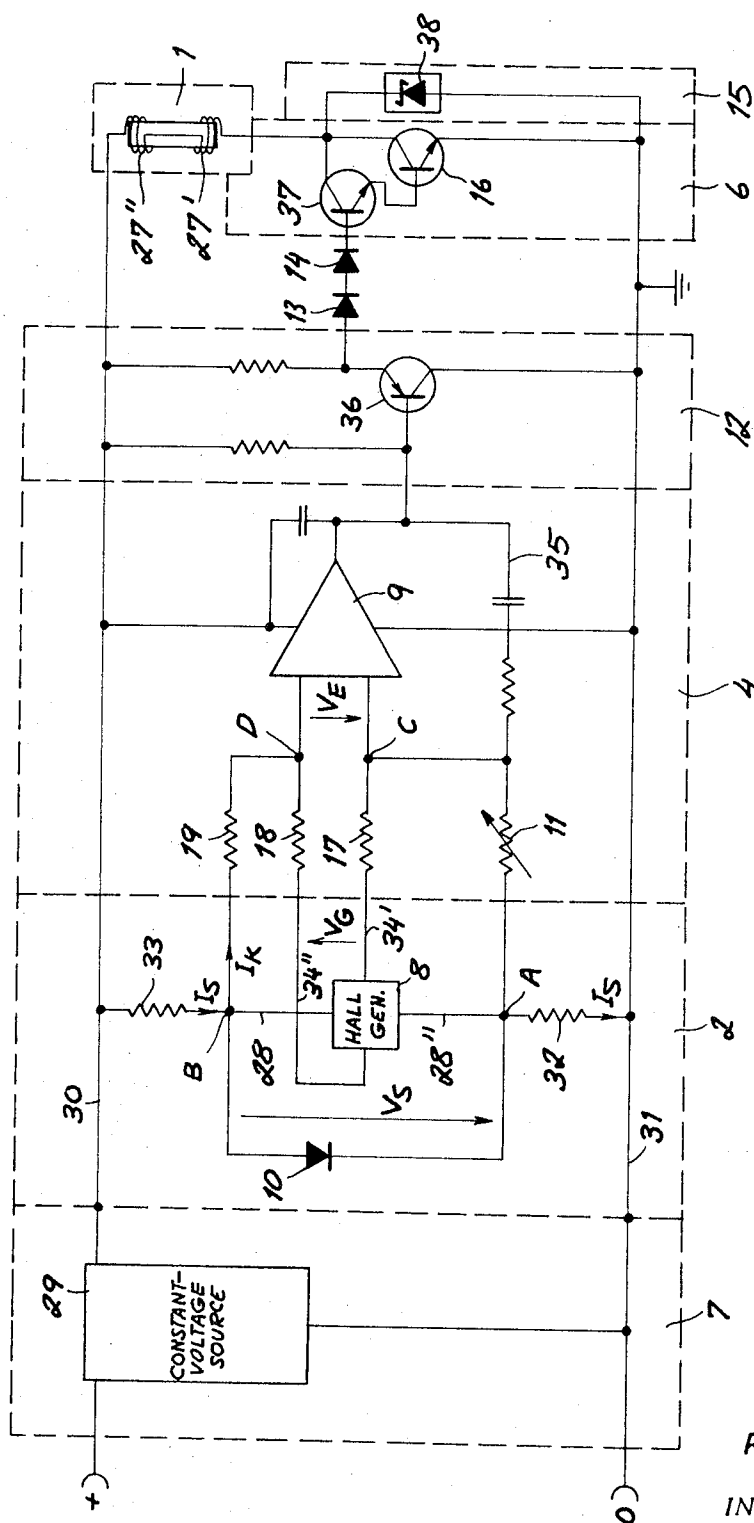 1
27"
27'
38
37
14
13
16
6
15
36
12
9
35
V_E
D
C
4
19
18
17
11
33
I_S
I_K
34"
V_G
34'
8
HALL
GEN.
B
28
28"
A
32
I_S
2
30
V_S
10
31
29
CONSTANT-
VOLTAGE
SOURCE
7
+
0